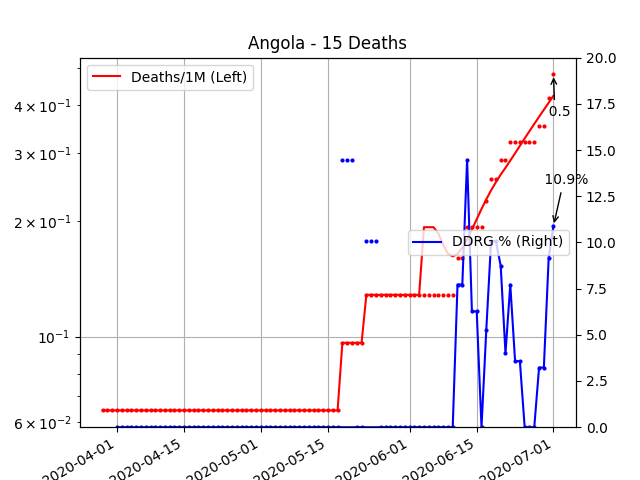 Angola - 15 Deaths
Deaths/1M (Left)
4 × 10⁻¹
3 × 10⁻¹
2 × 10⁻¹
10⁻¹
6 × 10⁻²
20.0
17.5
15.0
12.5
10.0
7.5
5.0
2.5
0.0
0.5
10.9%
DDRG % (Right)
2020-04-01
2020-04-15
2020-05-01
2020-05-15
2020-06-01
2020-06-15
2020-07-01